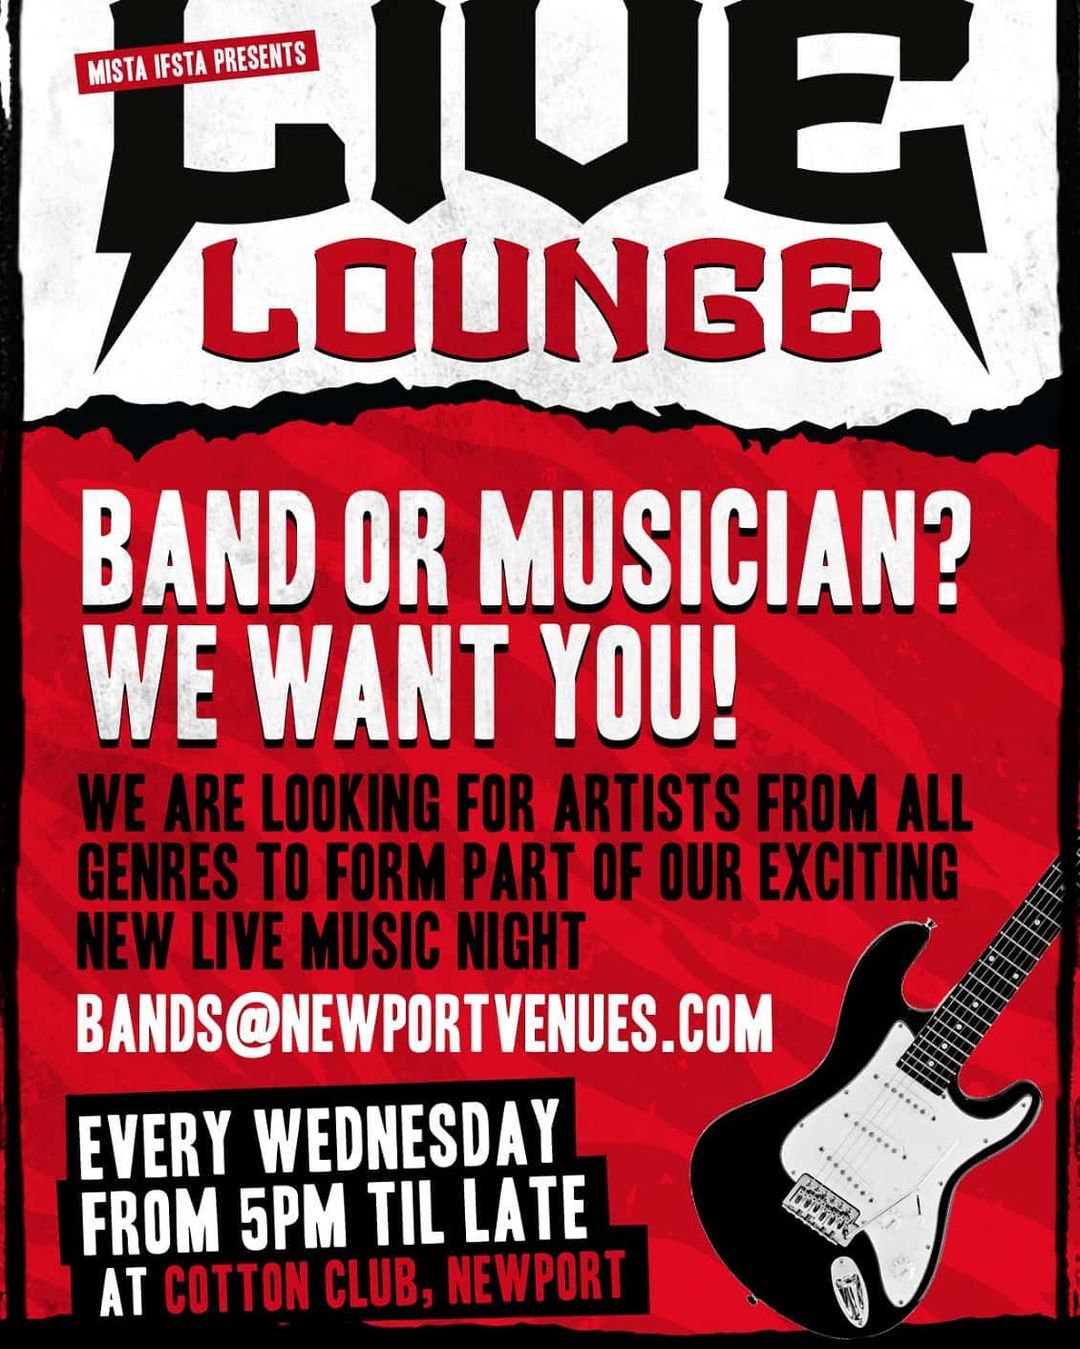 MISTA IFSTA PRESENTS
LIVE
LOUNGE
BAND OR MUSICIAN?
WE WANT YOU!
WE ARE LOOKING FOR ARTISTS FROM ALL
GENRES TO FORM PART OF OUR EXCITING
NEW LIVE MUSIC NIGHT
BANDS@NEWPORTVENUES.COM
EVERY WEDNESDAY
FROM 5PM TIL LATE
AT COTTON CLUB, NEWPORT